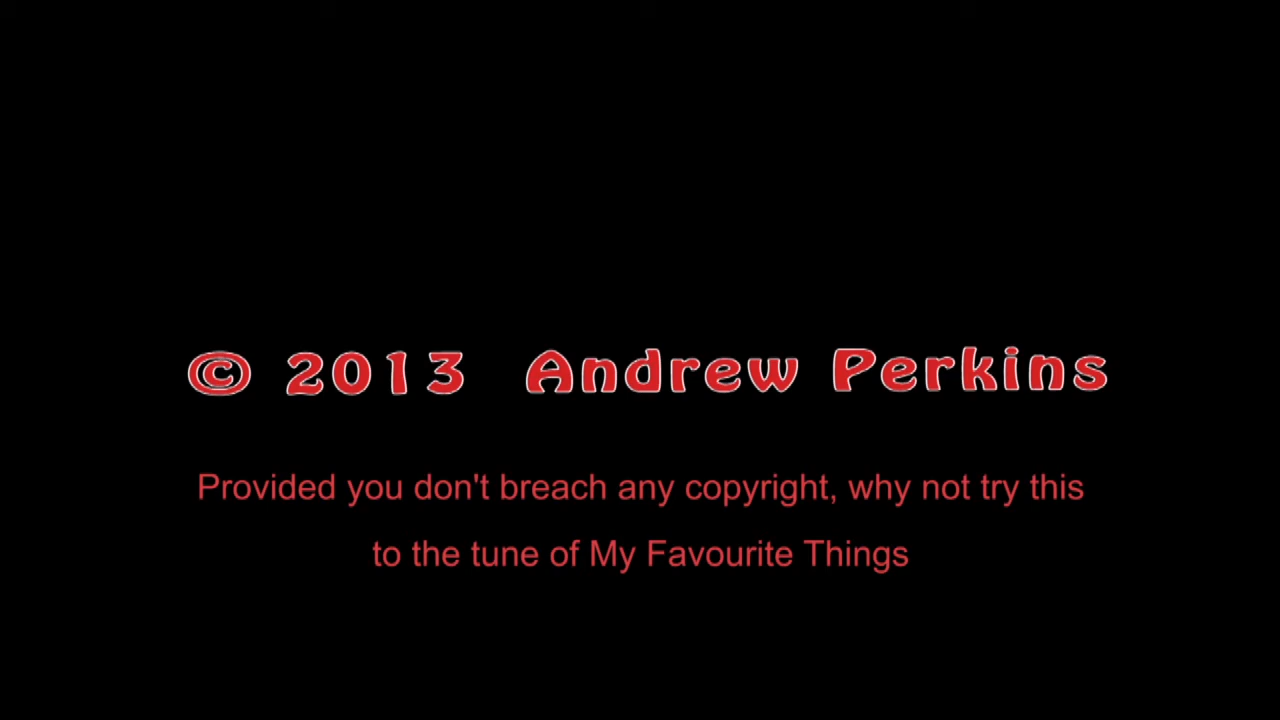 © 2013 Andrew Perkins
Provided you don't breach any copyright, why not try this
to the tune of My Favourite Things